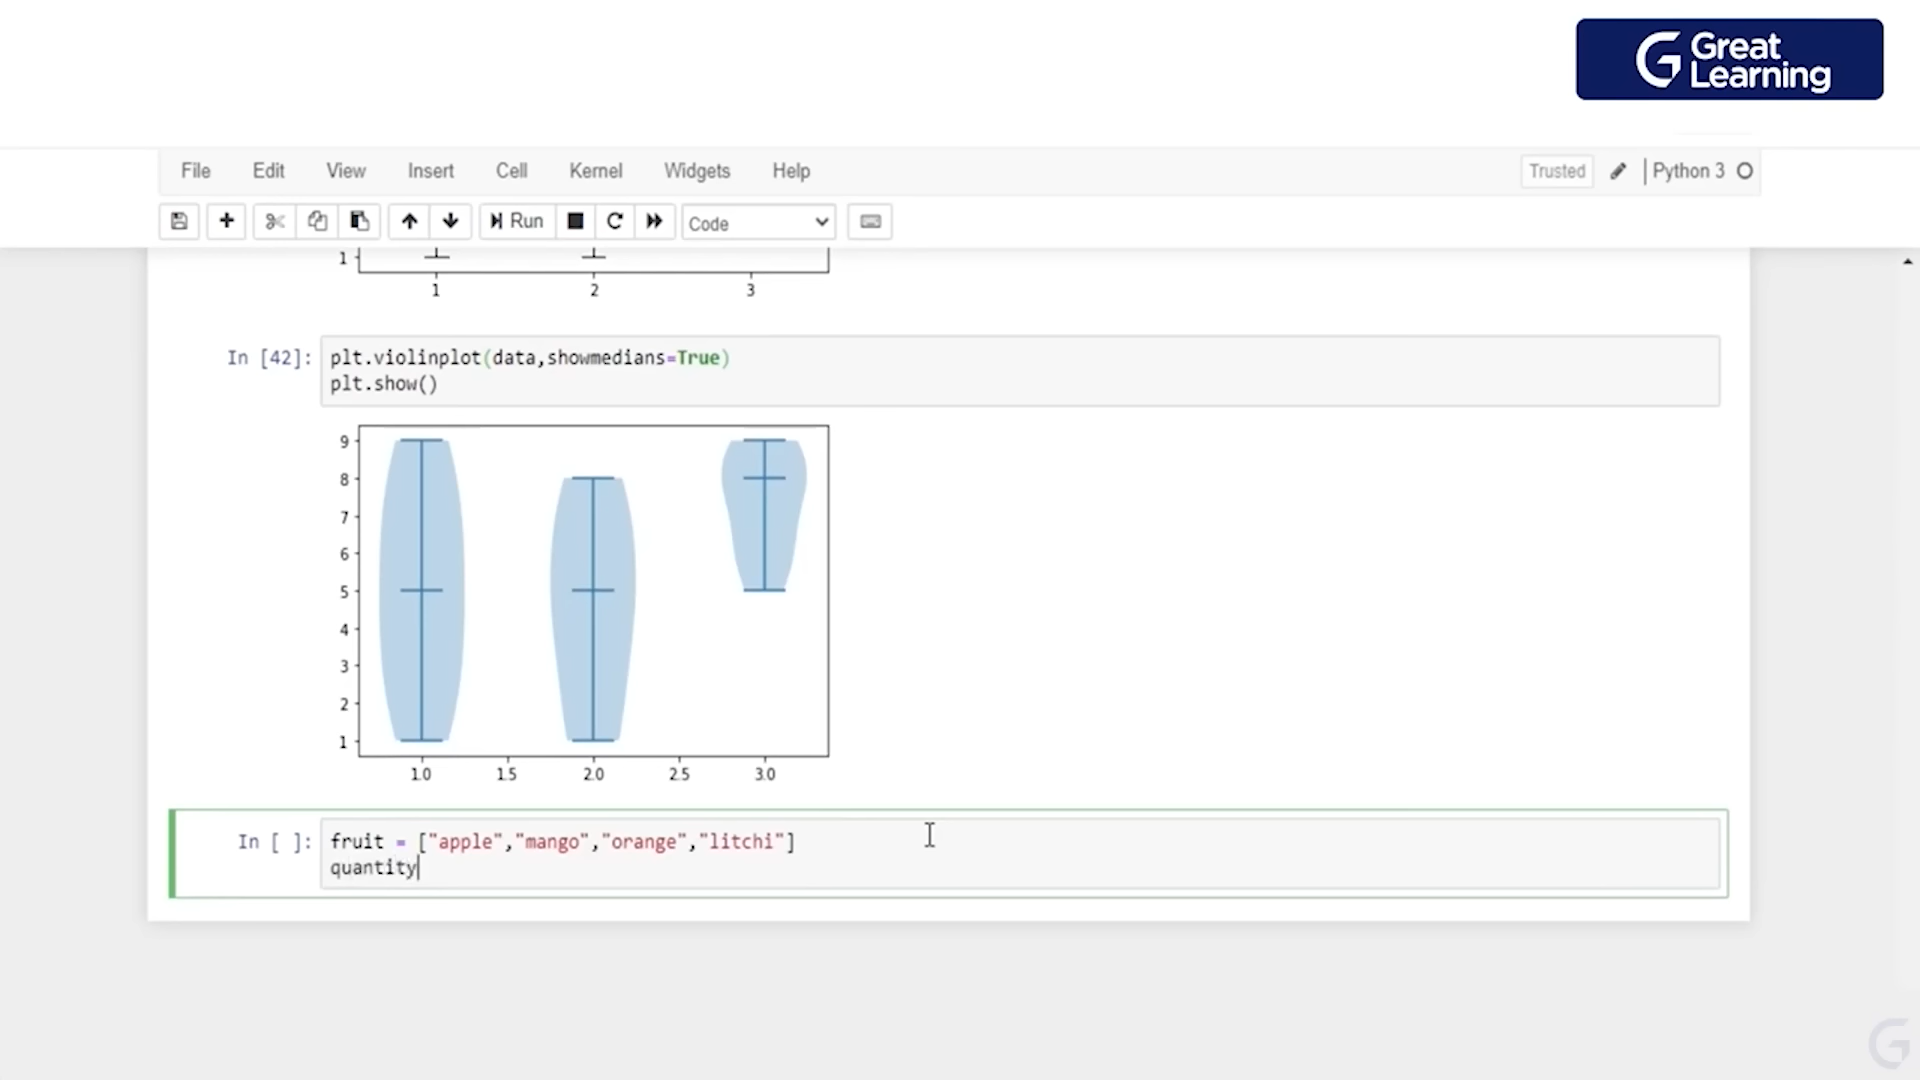 Great
Learning
File Edit View Insert Cell Kernel Widgets Help Trusted Python 3
Run Code
1
1 2 3
In [42]: plt.violinplot(data,showmedians=True)
plt.show()
9
8
7
6
5
4
3
2
1
1.0 1.5 2.0 2.5 3.0
In [ ]: fruit = ["apple","mango","orange","litchi"]
quantity